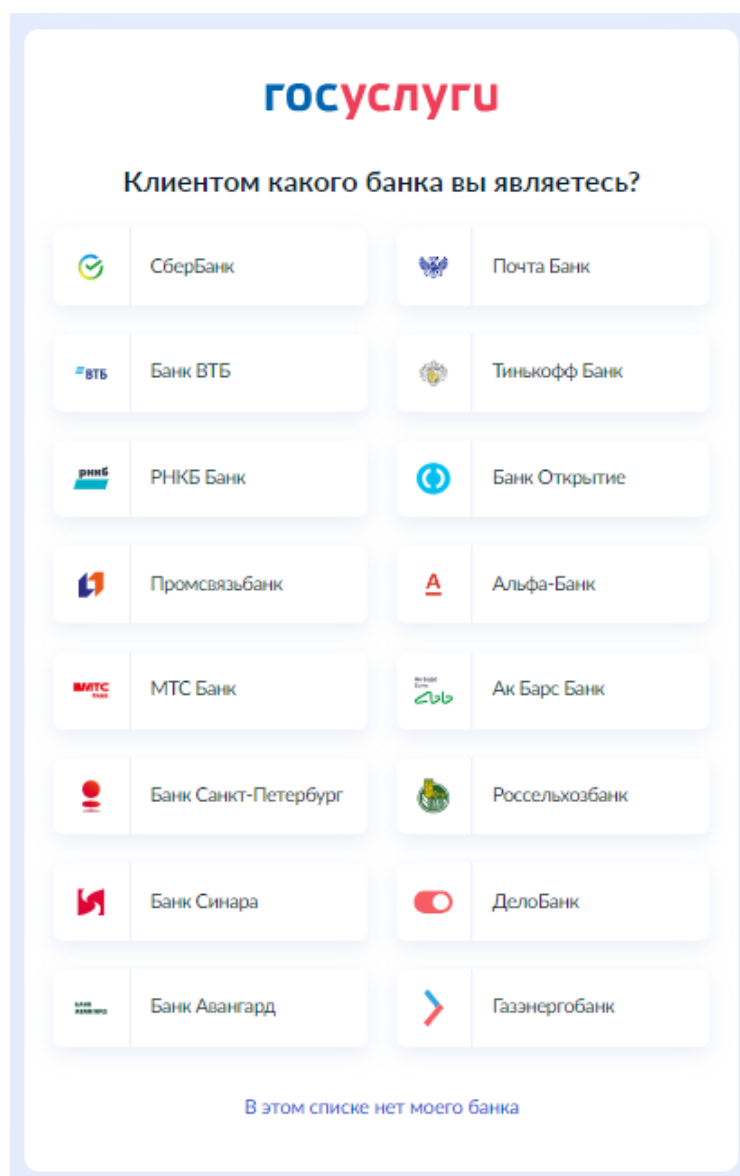 госуслуги
Клиентом какого банка вы являетесь?
СберБанк
Почта Банк
ВТБ
Банк ВТБ
Тинькофф Банк
рнкб
РНКБ Банк
Банк Открытие
Промсвязьбанк
А
Альфа-Банк
МТС
БАНК
МТС Банк
Ак Барс Банк
Банк Санкт-Петербург
Россельхозбанк
Банк Синара
ДелоБанк
Банк Авангард
Газэнергобанк
В этом списке нет моего банка